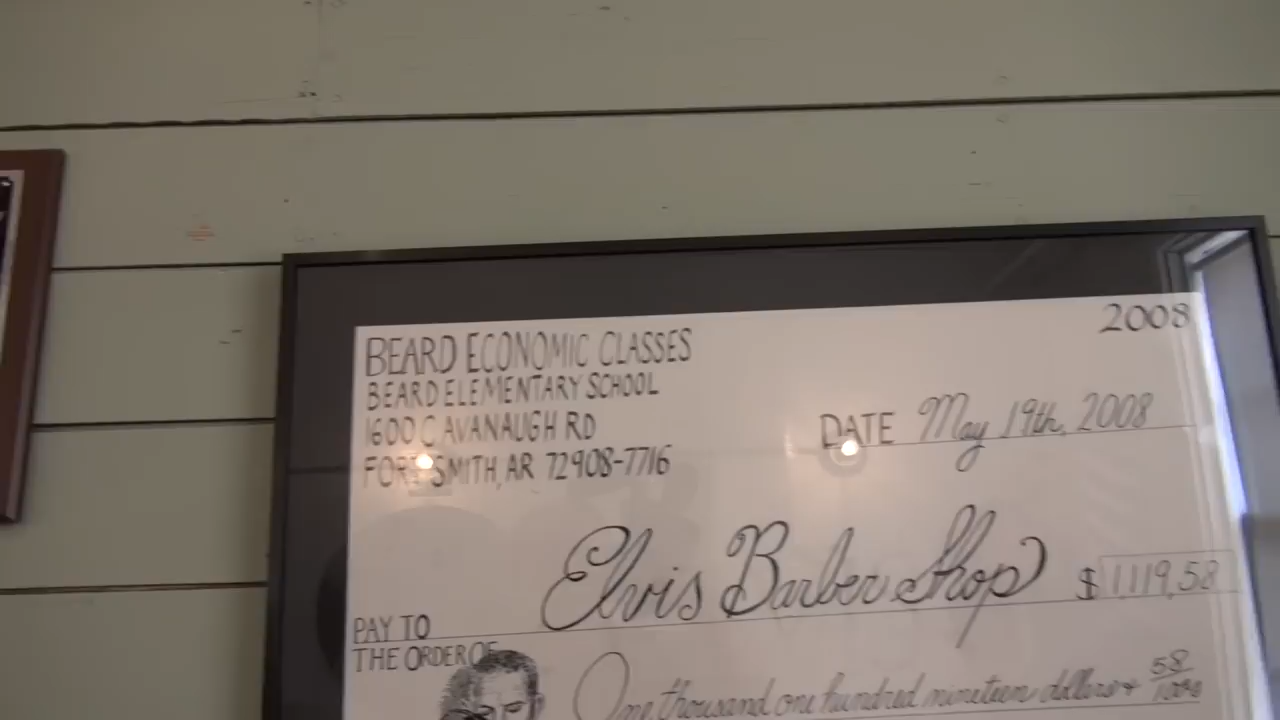 2008
BEARD ECONOMIC CLASSES
BEARD ELEMENTARY SCHOOL
1600 CAVANAUGH RD
FORT SMITH, AR 72908-7716
DATE May 19th, 2008
PAY TO
THE ORDER OF
Elvis Barber Shop $ 1119.58
One thousand one hundred nineteen dollars + 58/100